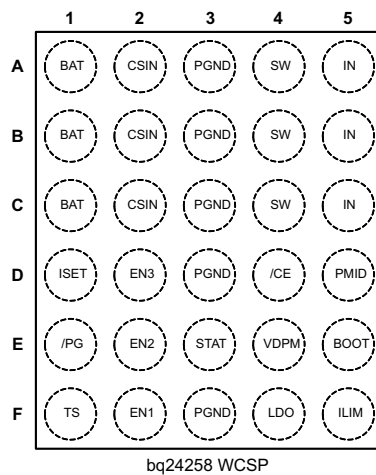 1 2 3 4 5
A BAT CSIN PGND SW IN
B BAT CSIN PGND SW IN
C BAT CSIN PGND SW IN
D ISET EN3 PGND /CE PMID
E /PG EN2 STAT VDPM BOOT
F TS EN1 PGND LDO ILIM
bq24258 WCSP